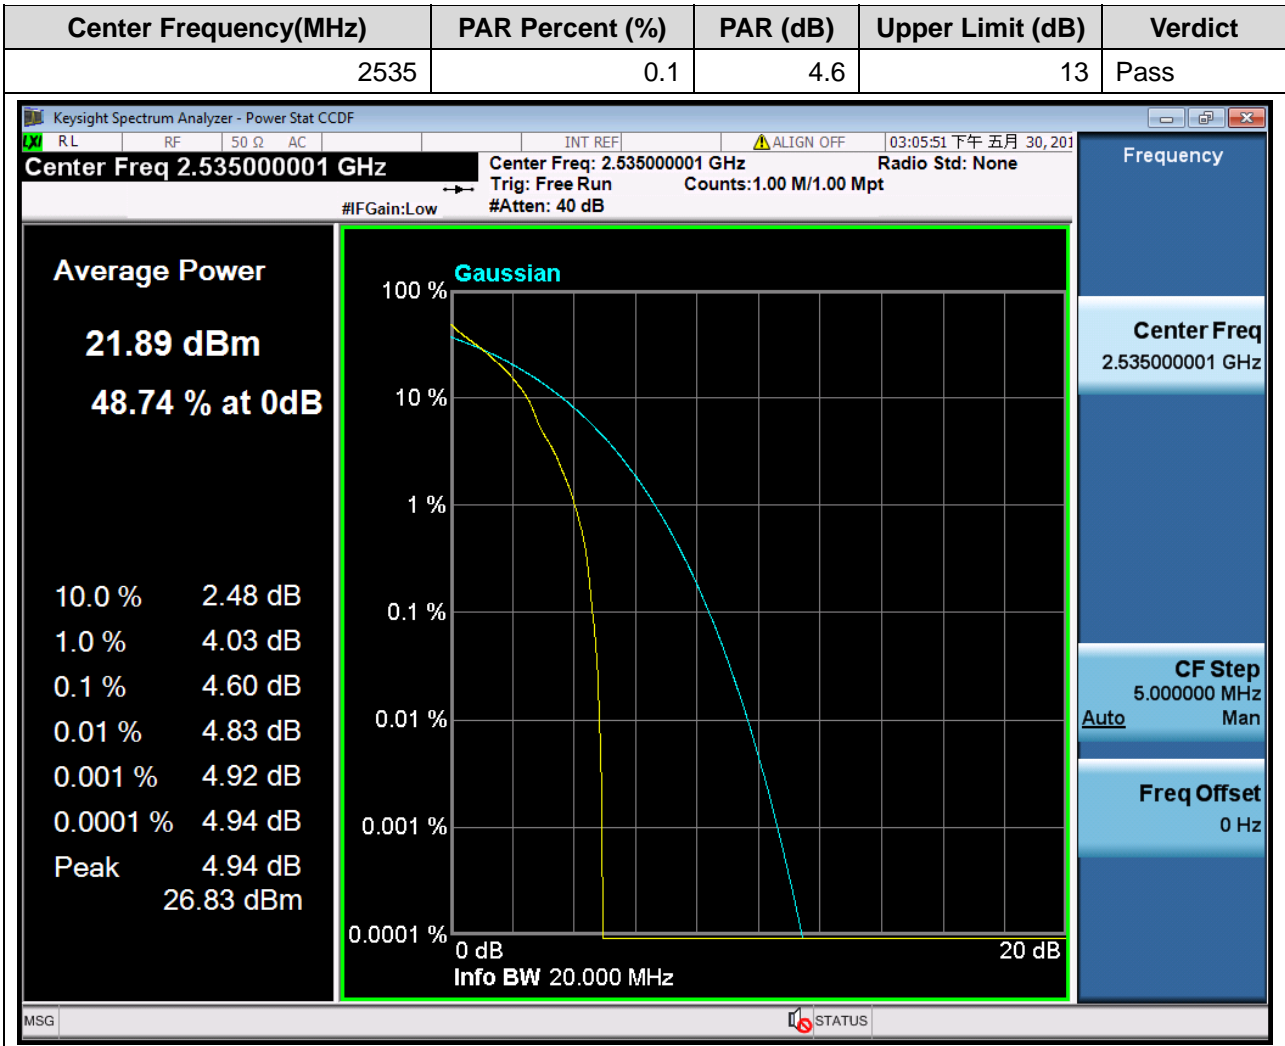 Center Frequency(MHz) PAR Percent (%) PAR (dB) Upper Limit (dB) Verdict
2535 0.1 4.6 13 Pass
Keysight Spectrum Analyzer - Power Stat CCDF
LXI RL RF 50 Ω AC INT REF ALIGN OFF 03:05:51 下午 五月 30, 201
Center Freq 2.535000001 GHz
Center Freq: 2.535000001 GHz Radio Std: None
Trig: Free Run Counts:1.00 M/1.00 Mpt
#IFGain:Low #Atten: 40 dB
Average Power
21.89 dBm
48.74 % at 0dB
10.0 % 2.48 dB
1.0 % 4.03 dB
0.1 % 4.60 dB
0.01 % 4.83 dB
0.001 % 4.92 dB
0.0001 % 4.94 dB
Peak 4.94 dB
26.83 dBm
Gaussian
100 %
10 %
1 %
0.1 %
0.01 %
0.001 %
0.0001 %
0 dB 20 dB
Info BW 20.000 MHz
Frequency
Center Freq
2.535000001 GHz
CF Step
5.000000 MHz
Auto Man
Freq Offset
0 Hz
MSG STATUS